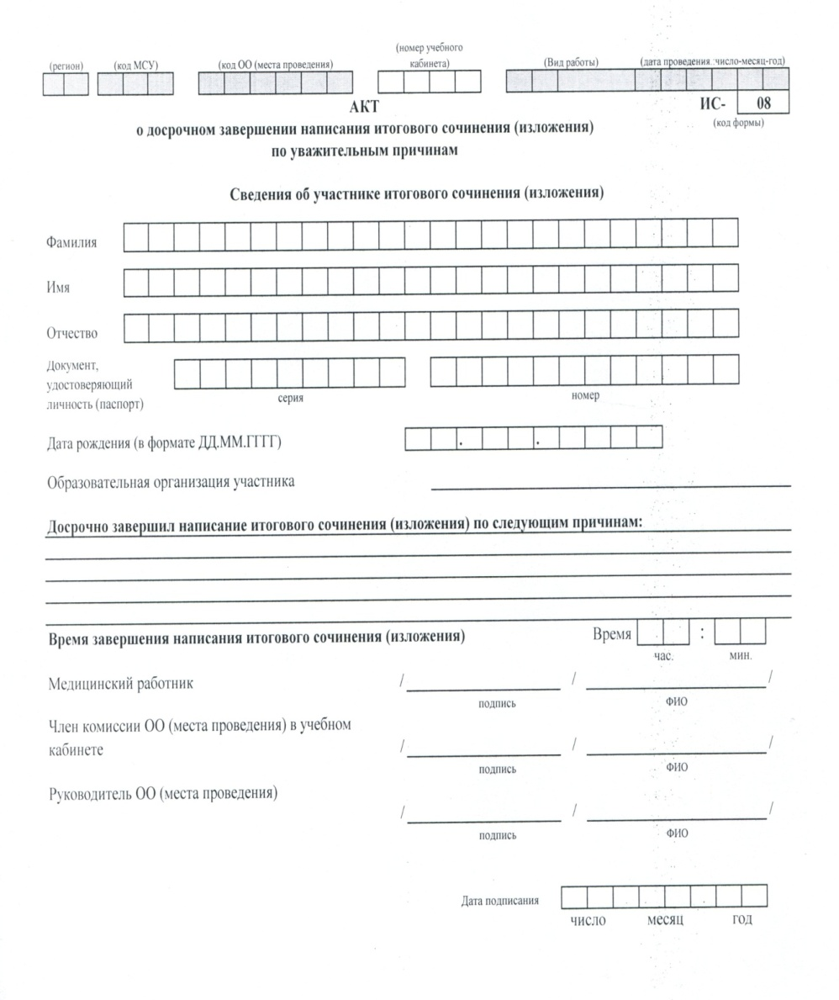 (номер учебного
(регион) (код МСУ) (код ОО (места проведения) кабинета) (Вид работы) (дата проведения.:число-месяц-год)
АКТ ИС- 08
(код формы)
о досрочном завершении написания итогового сочинения (изложения)
по уважительным причинам
Сведения об участнике итогового сочинения (изложения)
Фамилия
Имя
Отчество
Документ,
удостоверяющий
личность (паспорт)
серия номер
Дата рождения (в формате ДД.ММ.ГГГГ) . .
Образовательная организация участника
Досрочно завершил написание итогового сочинения (изложения) по следующим причинам:
Время завершения написания итогового сочинения (изложения) Время :
час. мин.
Медицинский работник / / /
подпись ФИО
Член комиссии ОО (места проведения) в учебном
кабинете / / /
подпись ФИО
Руководитель ОО (места проведения)
/ / /
подпись ФИО
Дата подписания . .
число месяц год